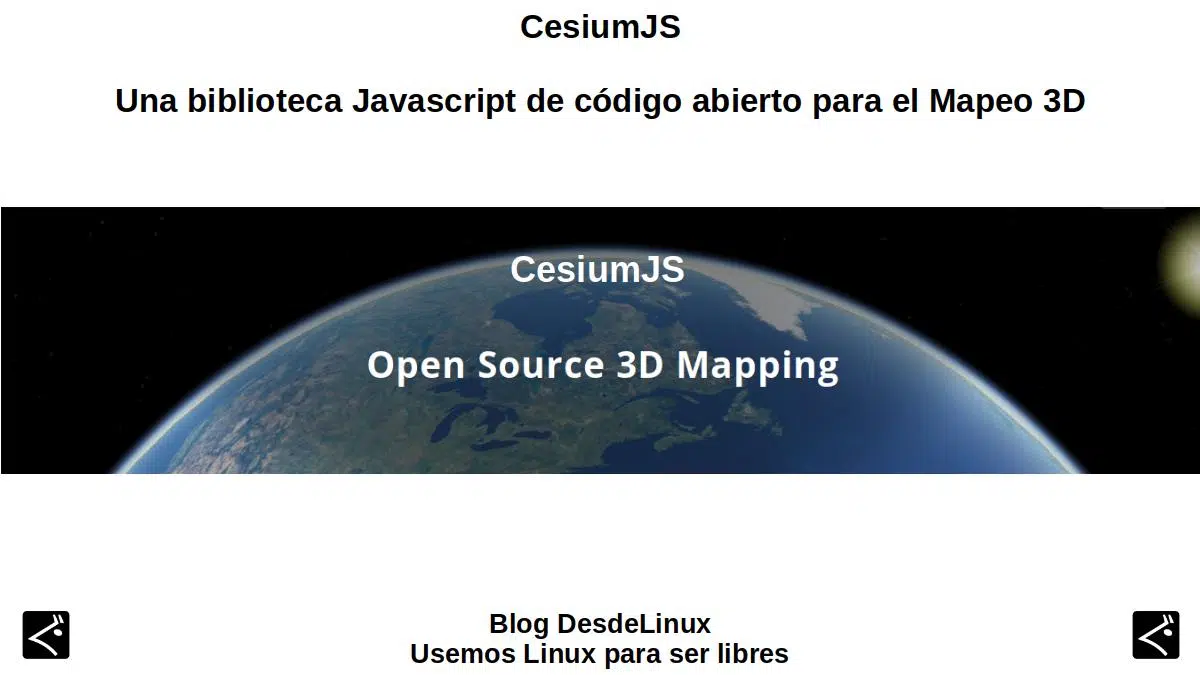 CesiumJS
Una biblioteca Javascript de código abierto para el Mapeo 3D
CesiumJS
Open Source 3D Mapping
Blog DesdeLinux
Usemos Linux para ser libres